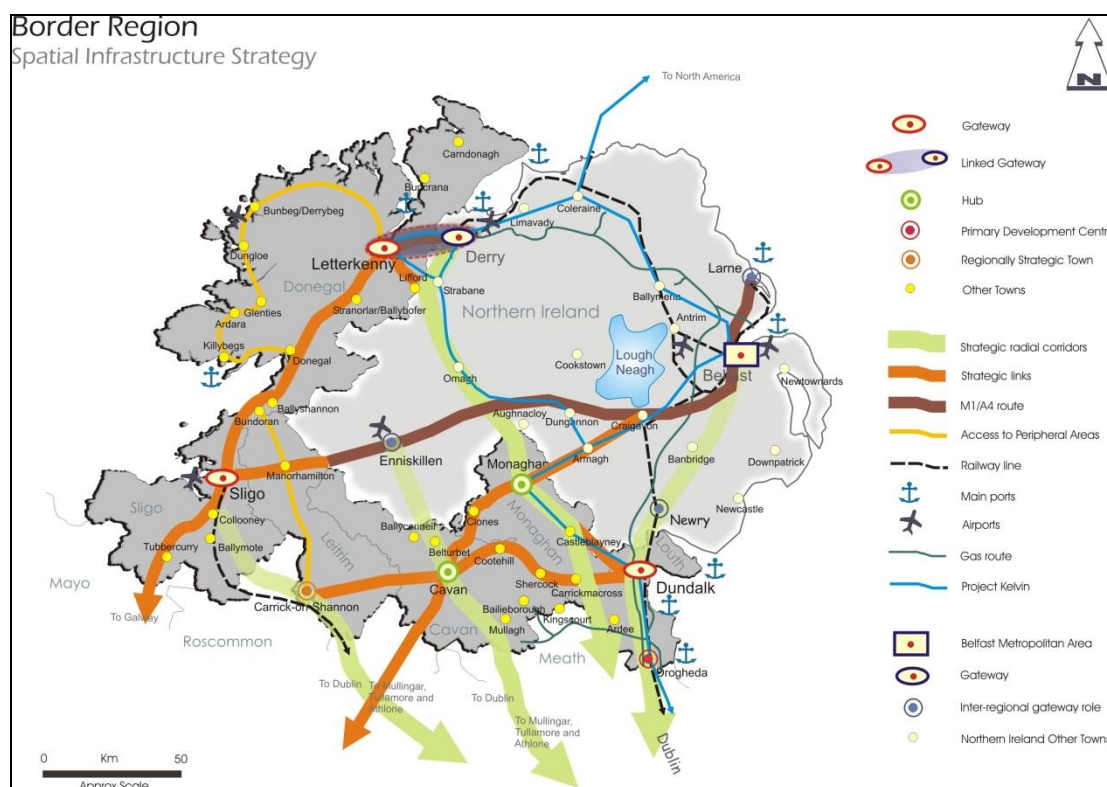 Border Region
Spatial Infrastructure Strategy
N
To North America
Carndonagh
Buncrana
Bunbeg/Derrybeg
Coleraine
Limavady
Derry
Letterkenny
Dungloe
Lifford
Larne
Strabane
Donegal
Ballymena
Glenties
Stranorlar/Ballybofer
Northern Ireland
Ardara
Antrim
Killybegs
Donegal
Cookstown
Lough
Neagh
Belfast
Omagh
Newtownards
Ballyshannon
Bundoran
Aughnacloy
Dungannon
Craigavon
Enniskillen
Armagh
Banbridge
Downpatrick
Manorhamilton
Monaghan
Sligo
Sligo
Newcastle
Collooney
Clones
Newry
Ballyconnell
Monaghan
Castleblayney
Louth
Tubbercurry
Ballymote
Leitrim
Belturbet
Cootehill
Mayo
Cavan
Shercock
Dundalk
Carrickmacross
Carrick-on Shannon
To Galway
Bailieborough
Kingscourt
Roscommon
Cavan
Mullagh
Ardee
Meath
Drogheda
To Dublin
To Mullingar,
Tullamore and
Athlone
To Dublin
To Mullingar,
Tullamore and
Athlone
Dublin
0 Km 50
Approx Scale
Gateway
Linked Gateway
Hub
Primary Development Centr
Regionally Strategic Town
Other Towns
Strategic radial corridors
Strategic links
M1/A4 route
Access to Peripheral Areas
Railway line
Main ports
Airports
Gas route
Project Kelvin
Belfast Metropolitan Area
Gateway
Inter-regional gateway role
Northern Ireland Other Towns